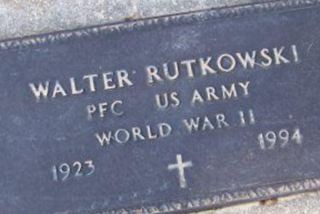 WALTER RUTKOWSKI
PFC US ARMY
WORLD WAR II
1923 1994